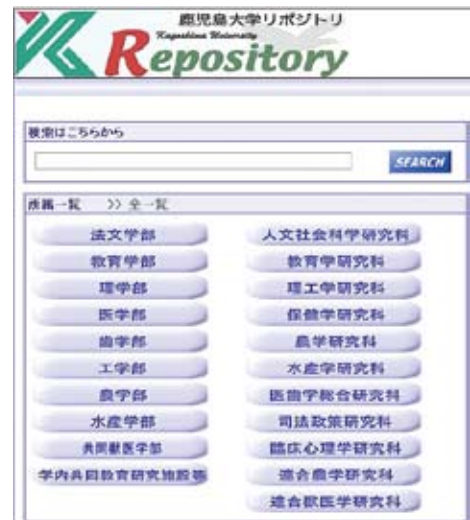 鹿児島大学リポジトリ
Kagoshima University
Repository
検索はこちらから
SEARCH
所属一覧 >> 全一覧
法文学部
人文社会科学研究科
教育学部
教育学研究科
理学部
理工学研究科
医学部
保健学研究科
歯学部
農学研究科
工学部
水産学研究科
農学部
医歯学総合研究科
水産学部
司法政策研究科
共同獣医学部
臨床心理学研究科
学内共同教育研究施設等
連合農学研究科
連合獣医学研究科